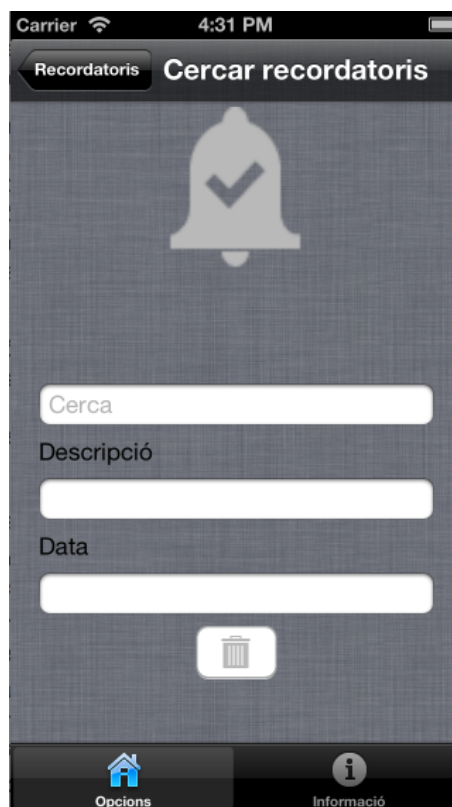 Carrier 4:31 PM
Recordatoris Cercar recordatoris
Cerca
Descripció
Data
Opcions Informació